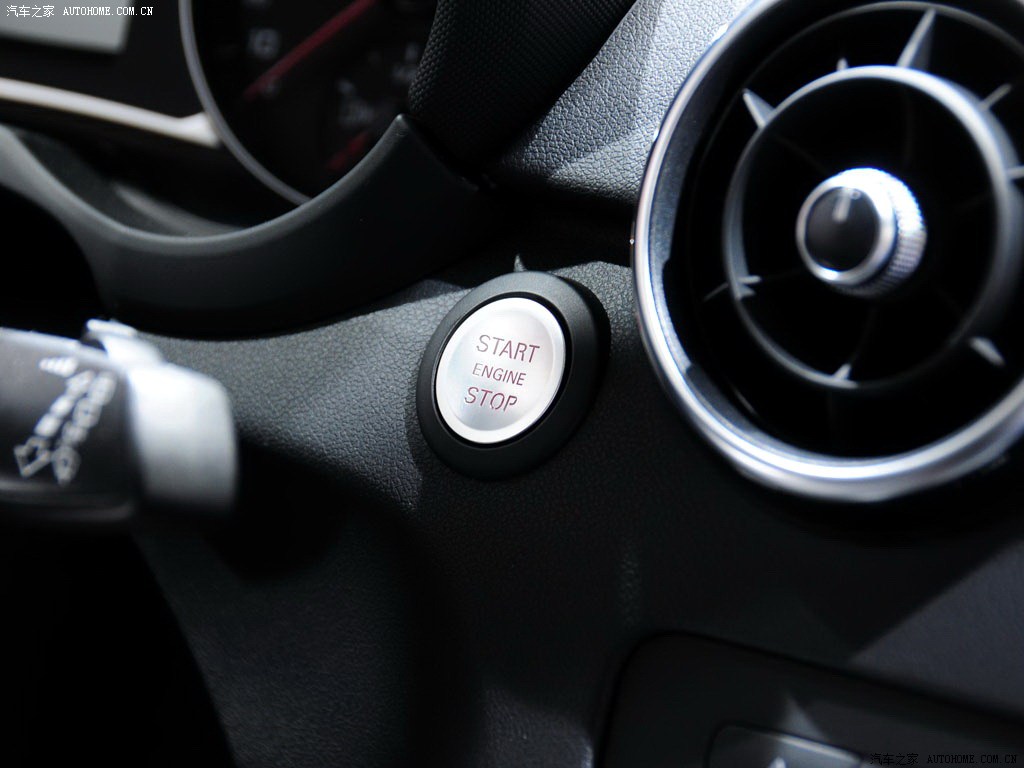 汽车之家 AUTOHOME.COM.CN
START
ENGINE
STOP
汽车之家 AUTOHOME.COM.CN